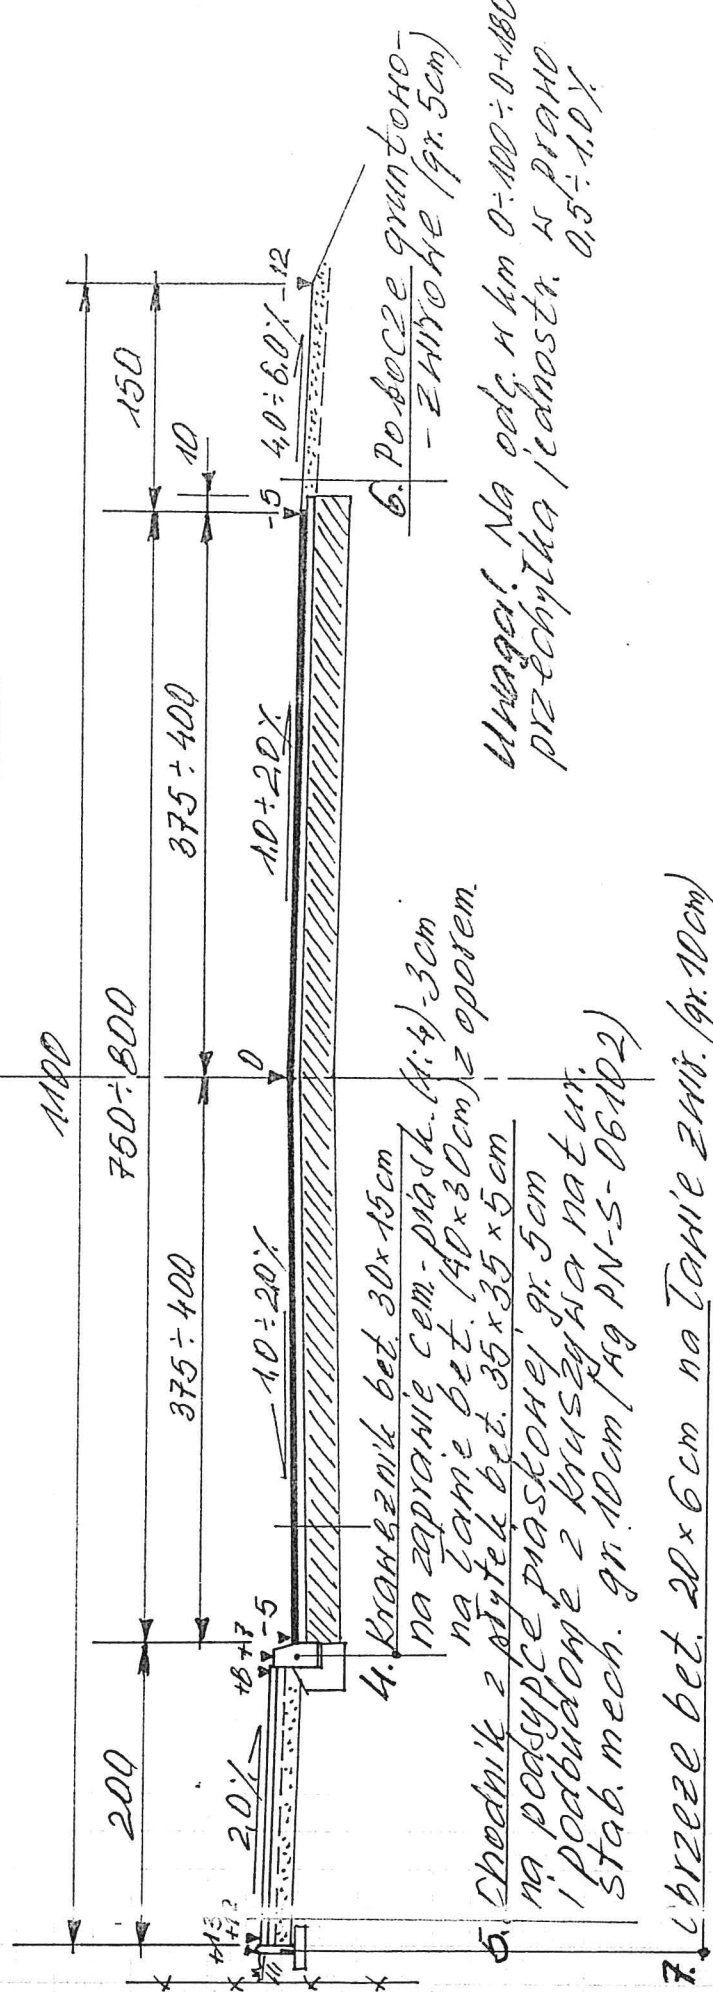 1100
200
750÷800
150
375÷400
375÷400
10
+13
+12
2,0%
+8
+7
-5
1,0÷2,0%
0
1,0÷2,0%
-5
4,0÷6,0%
-12
4. Krawężnik bet. 30×15cm
na zaprawie cem.-piask. (1:4)-3cm
na ławie bet. (40×30cm) z oporem.
5. Chodnik z płytek bet. 35×35×5cm
na podsypce piaskowej gr. 5cm
i podbudowie z kruszywa natur.
stab. mech. gr. 10cm (wg PN-S-06102)
7. Obrzeże bet. 20×6cm na ławie żwir. (gr. 10cm)
6. Pobocze gruntowo-
-żwirowe (gr. 5cm)
Uwaga! Na odc. w km 0÷100÷0+180
przechyłka jednostr. w prawo
0,5÷1,0%